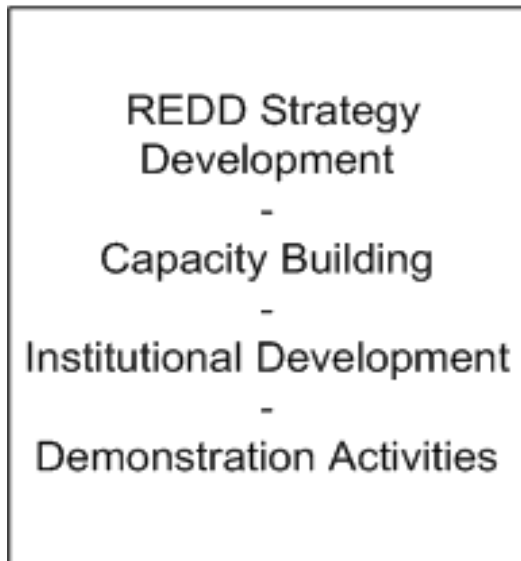 REDD Strategy
Development
-
Capacity Building
-
Institutional Development
-
Demonstration Activities